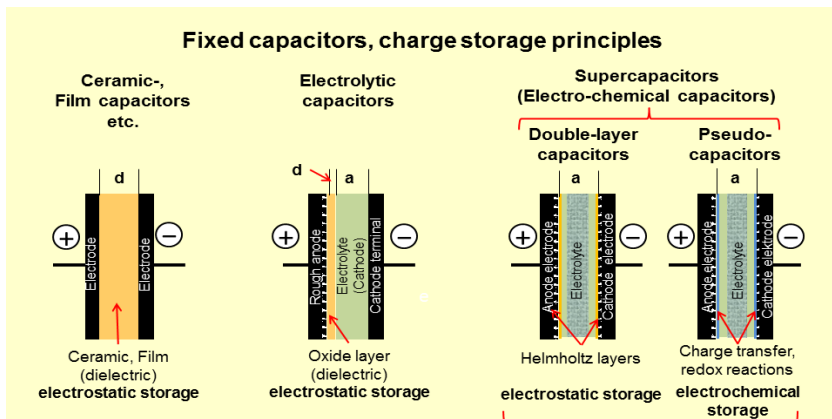 Fixed capacitors, charge storage principles
Ceramic-,
Film capacitors
etc.
d
+
−
Electrode
Electrode
Ceramic, Film
(dielectric)
electrostatic storage
Electrolytic
capacitors
d
a
+
−
Rough anode
Electrolyte
(Cathode)
Cathode terminal
Oxide layer
(dielectric)
electrostatic storage
Supercapacitors
(Electro-chemical capacitors)
Double-layer
capacitors
a
+
−
Anode electrode
Electrolyte
Cathode electrode
Helmholtz layers
electrostatic storage
Pseudo-
capacitors
a
+
−
Anode electrode
Electrolyte
Cathode elektrode
Charge transfer,
redox reactions
electrochemical
storage